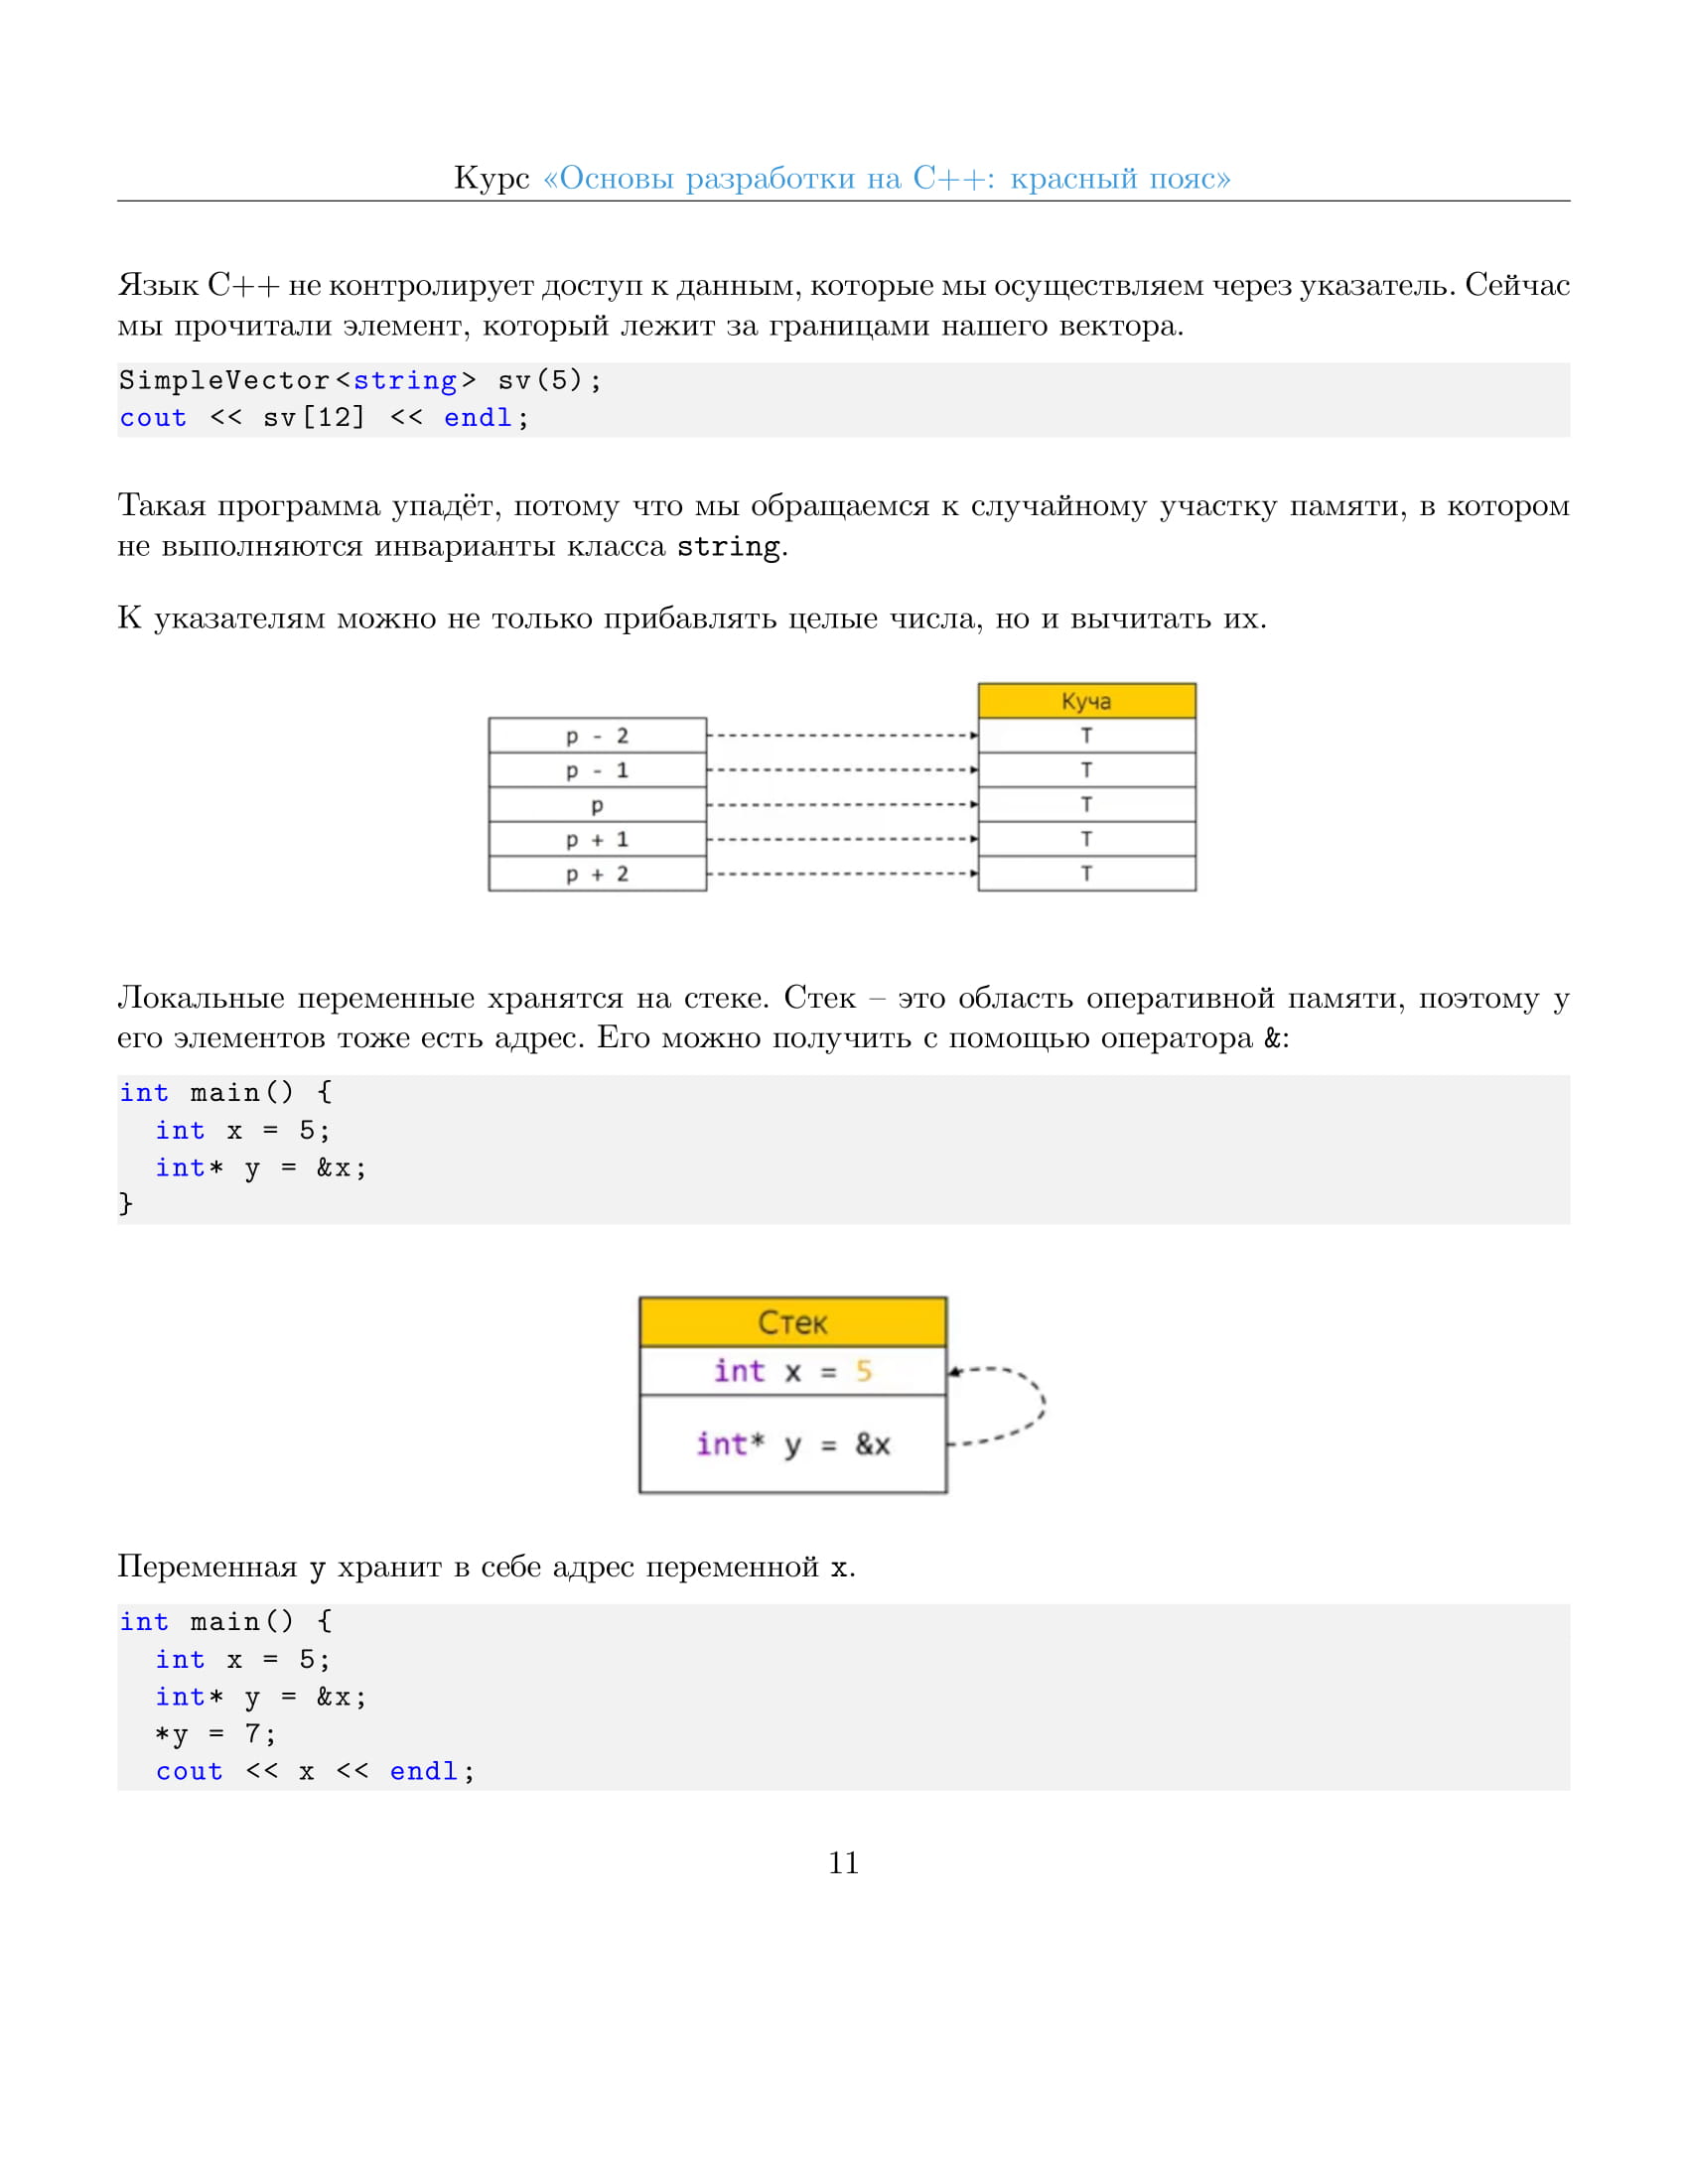 Курс «Основы разработки на C++: красный пояс»
Язык C++ не контролирует доступ к данным, которые мы осуществляем через указатель. Сейчас
мы прочитали элемент, который лежит за границами нашего вектора.
SimpleVector<string> sv(5);
cout << sv[12] << endl;
Такая программа упадёт, потому что мы обращаемся к случайному участку памяти, в котором
не выполняются инварианты класса string.
К указателям можно не только прибавлять целые числа, но и вычитать их.
Куча
p - 2 T
p - 1 T
p T
p + 1 T
p + 2 T
Локальные переменные хранятся на стеке. Стек – это область оперативной памяти, поэтому у
его элементов тоже есть адрес. Его можно получить с помощью оператора &:
int main() {
  int x = 5;
  int* y = &x;
}
Стек
int x = 5
int* y = &x
Переменная y хранит в себе адрес переменной x.
int main() {
  int x = 5;
  int* y = &x;
  *y = 7;
  cout << x << endl;
11